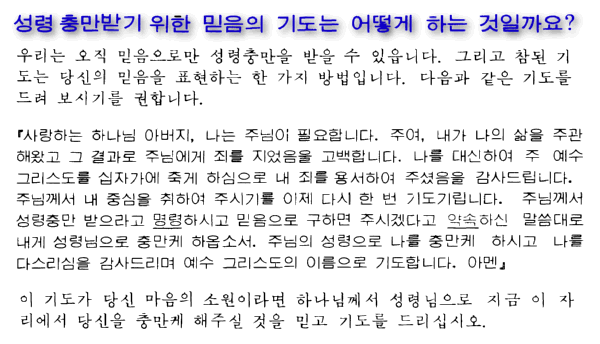 성령 충만받기 위한 믿음의 기도는 어떻게 하는 것일까요?
우리는 오직 믿음으로만 성령충만을 받을 수 있읍니다. 그리고 참된 기
도는 당신의 믿음을 표현하는 한 가지 방법입니다. 다음과 같은 기도를
드려 보시기를 권합니다.
『사랑하는 하나님 아버지, 나는 주님이 필요합니다. 주여, 내가 나의 삶을 주관
해왔고 그 결과로 주님에게 죄를 지었음을 고백합니다. 나를 대신하여 주 예수
그리스도를 십자가에 죽게 하심으로 내 죄를 용서하여 주셨음을 감사드립니다.
주님께서 내 중심을 취하여 주시기를 이제 다시 한 번 기도기립니다. 주님께서
성령충만 받으라고 명령하시고 믿음으로 구하면 주시겠다고 약속하신 말씀대로
내게 성령님으로 충만케 하옵소서. 주님의 성령으로 나를 충만케 하시고 나를
다스리심을 감사드리며 예수 그리스도의 이름으로 기도합니다. 아멘』
이 기도가 당신 마음의 소원이라면 하나님께서 성령님으로 지금 이 자
리에서 당신을 충만케 해주실 것을 믿고 기도를 드리십시오.